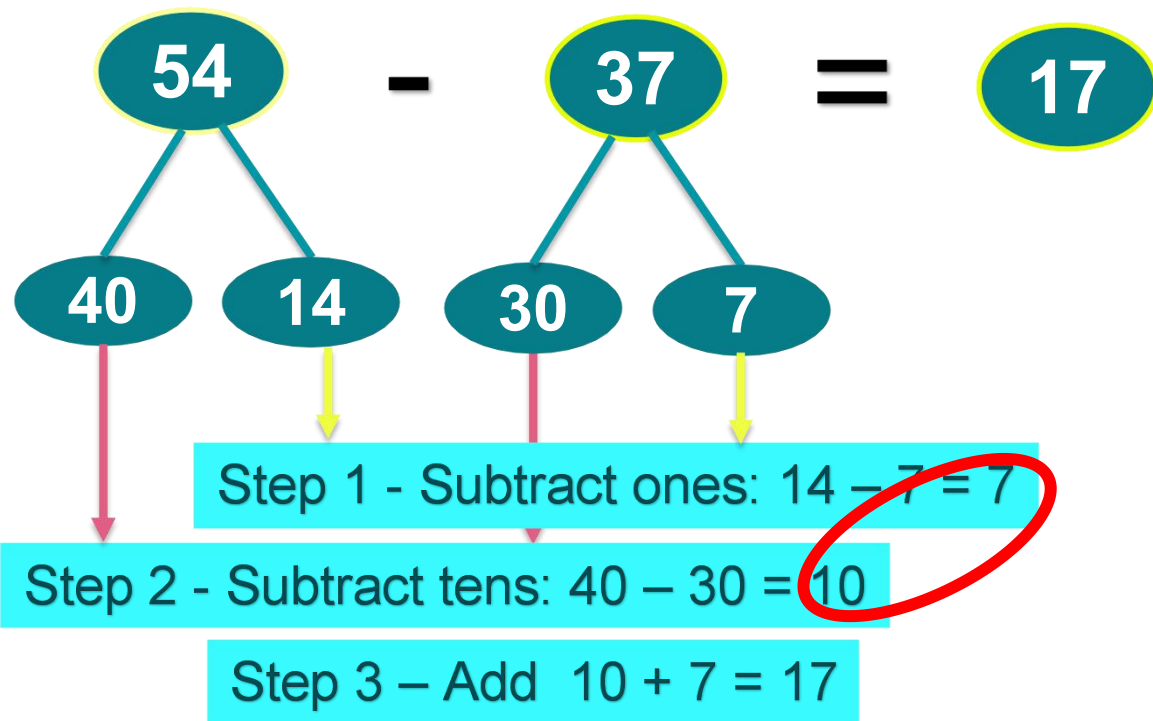 54 - 37 = 17
40 14 30 7
Step 1 - Subtract ones: 14 – 7 = 7
Step 2 - Subtract tens: 40 – 30 = 10
Step 3 – Add 10 + 7 = 17